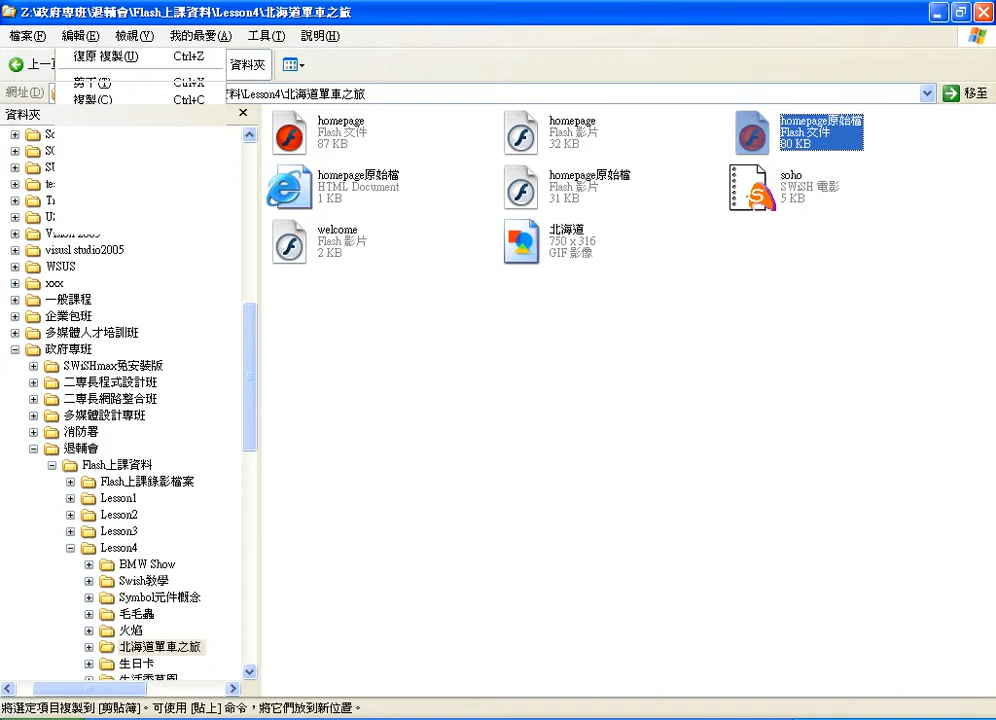 Z:\政府專班\退輔會\Flash上課資料\Lesson4\北海道單車之旅
檔案(F) 編輯(E) 檢視(V) 我的最愛(A) 工具(T) 說明(H)
復原 複製(U) Ctrl+Z
上一頁 資料夾
剪下(T) Ctrl+X
複製(C) Ctrl+C
網址(D) 資料\Lesson4\北海道單車之旅 移至
資料夾
visusl studio2005
WSUS
xxx
一般課程
企業包班
多媒體人才培訓班
政府專班
SWiSHmax免安裝版
二專長程式設計班
二專長網路整合班
多媒體設計專班
消防署
退輔會
Flash上課資料
Flash上課錄影檔案
Lesson1
Lesson2
Lesson3
Lesson4
BMW Show
Swish教學
Symbol元件概念
毛毛蟲
火焰
北海道單車之旅
生日卡
homepage
Flash 文件
87 KB
homepage
Flash 影片
32 KB
homepage原始檔
Flash 文件
80 KB
homepage原始檔
HTML Document
1 KB
homepage原始檔
Flash 影片
31 KB
soho
SWiSH 電影
5 KB
welcome
Flash 影片
2 KB
北海道
750 x 316
GIF 影像
將選定項目複製到 [剪貼簿]。可使用 [貼上] 命令，將它們放到新位置。